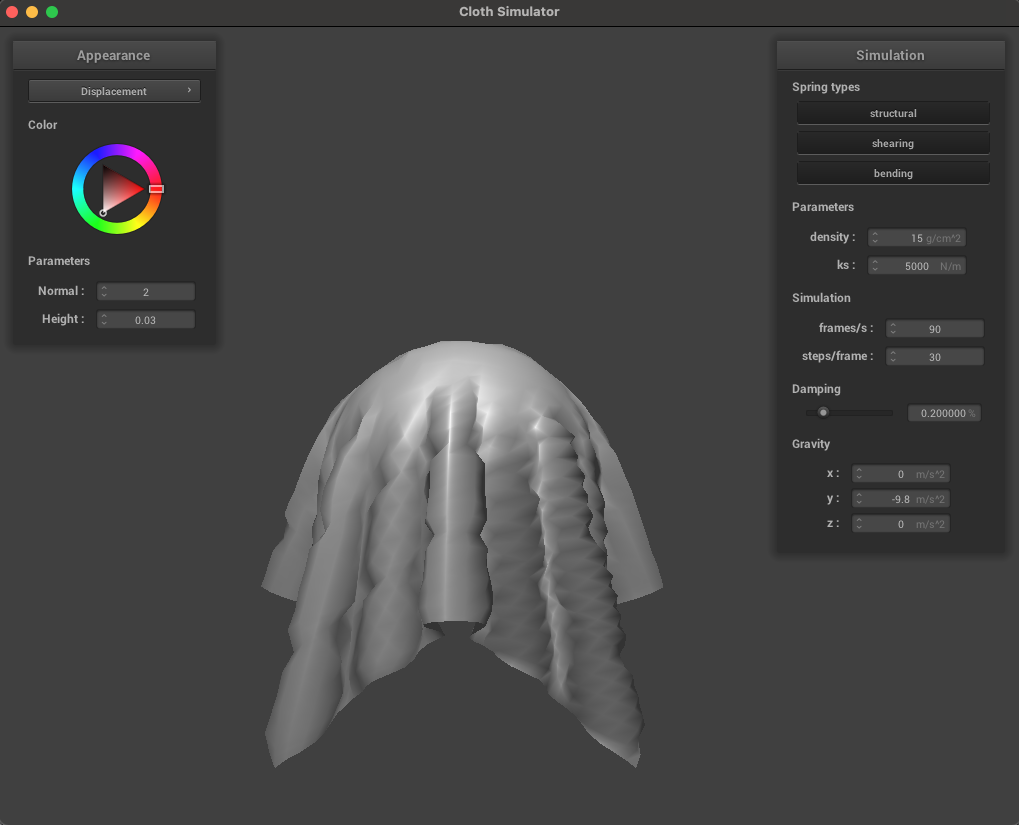 Cloth Simulator
Appearance
Displacement ›
Color
Parameters
Normal : 2
Height : 0.03
Simulation
Spring types
structural
shearing
bending
Parameters
density : 15 g/cm^2
ks : 5000 N/m
Simulation
frames/s : 90
steps/frame : 30
Damping
0.200000 %
Gravity
x : 0 m/s^2
y : -9.8 m/s^2
z : 0 m/s^2